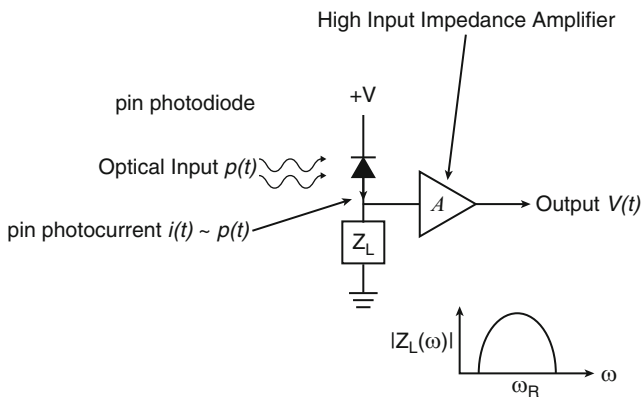 High Input Impedance Amplifier
pin photodiode
+V
Optical Input p(t)
A
Output V(t)
pin photocurrent i(t) ~ p(t)
Z_L
|Z_L(ω)|
ω
ω_R